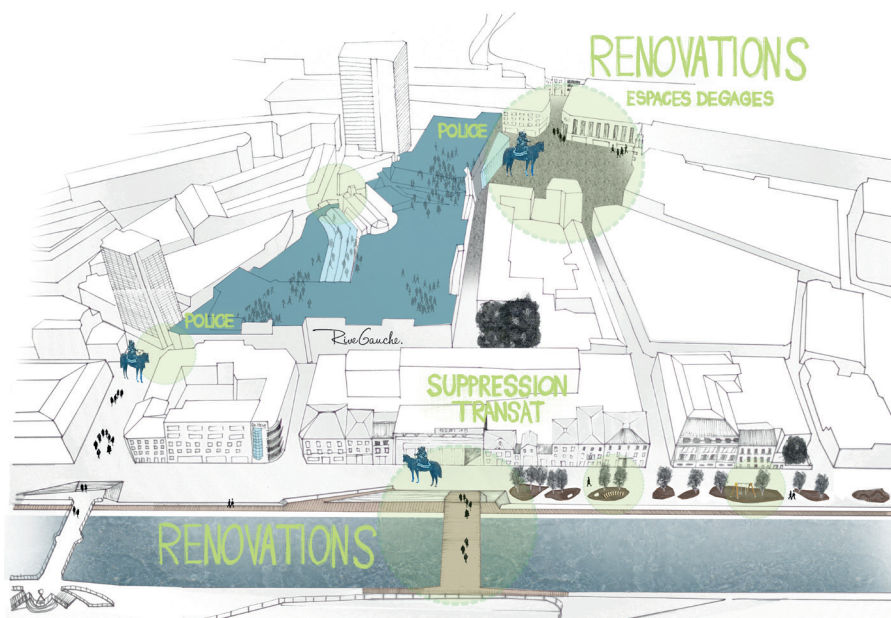 RENOVATIONS
ESPACES DEGAGES
POLICE
POLICE
RiveGauche.
SUPPRESSION
TRANSAT
RENOVATIONS